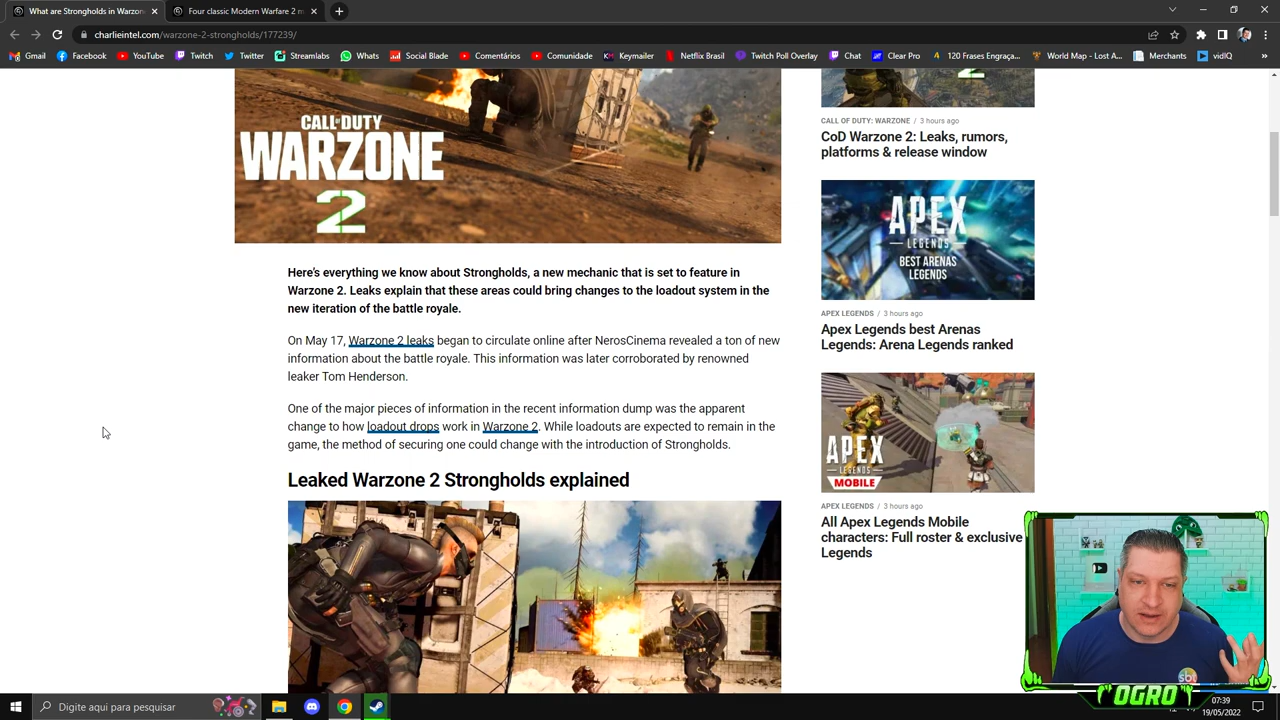 What are Strongholds in Warzon
Four classic Modern Warfare m
charlieintel.com/warzone-2-strongholds/177239/
Gmail
Facebook
YouTube
Twitch
Twitter
Streamlabs
Whats
Social Blade
Comentários
Comunidade
Keymailer
Netflix Brasil
Twitch Poll Overlay
Chat
Clear Pro
120 Frases Engraça...
World Map - Lost A...
Merchants
vidIQ
CALL OF DUTY
WARZONE
2
Here's everything we know about Strongholds, a new mechanic that is set to feature in
Warzone 2. Leaks explain that these areas could bring changes to the loadout system in the
new iteration of the battle royale.
On May 17, Warzone 2 leaks began to circulate online after NerosCinema revealed a ton of new
information about the battle royale. This information was later corroborated by renowned
leaker Tom Henderson.
One of the major pieces of information in the recent information dump was the apparent
change to how loadout drops work in Warzone 2. While loadouts are expected to remain in the
game, the method of securing one could change with the introduction of Strongholds.
Leaked Warzone 2 Strongholds explained
CALL OF DUTY: WARZONE / 3 hours ago
CoD Warzone 2: Leaks, rumors,
platforms & release window
APEX
LEGENDS
BEST ARENAS
LEGENDS
APEX LEGENDS / 3 hours ago
Apex Legends best Arenas
Legends: Arena Legends ranked
APEX
LEGENDS
MOBILE
APEX LEGENDS / 3 hours ago
All Apex Legends Mobile
characters: Full roster & exclusive
Legends
sbt
OGRO
Digite aqui para pesquisar
07:39
19/05/2022